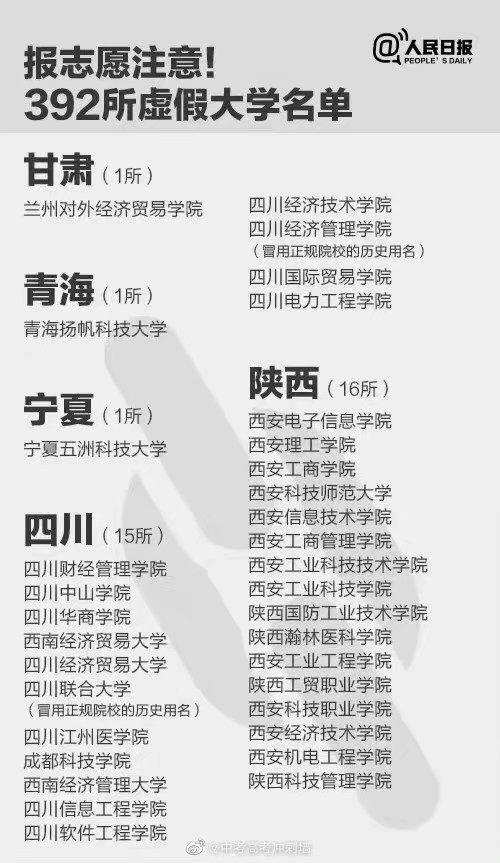 报志愿注意!
392所虚假大学名单
@人民日报
PEOPLE'S DAILY
甘肃（1所）
兰州对外经济贸易学院
青海（1所）
青海扬帆科技大学
宁夏（1所）
宁夏五洲科技大学
四川（15所）
四川财经管理学院
四川中山学院
四川华商学院
西南经济贸易大学
四川经济贸易大学
四川联合大学
（冒用正规院校的历史用名）
四川江州医学院
成都科技学院
西南经济管理大学
四川信息工程学院
四川软件工程学院
四川经济技术学院
四川经济管理学院
（冒用正规院校的历史用名）
四川国际贸易学院
四川电力工程学院
陕西（16所）
西安电子信息学院
西安理工学院
西安工商学院
西安科技师范大学
西安信息技术学院
西安工商管理学院
西安工业科技技术学院
西安工业科技学院
陕西国防工业技术学院
陕西瀚林医科学院
西安工业工程学院
陕西工贸职业学院
西安科技职业学院
西安经济技术学院
西安机电工程学院
陕西科技管理学院
@中考高考冲刺墙